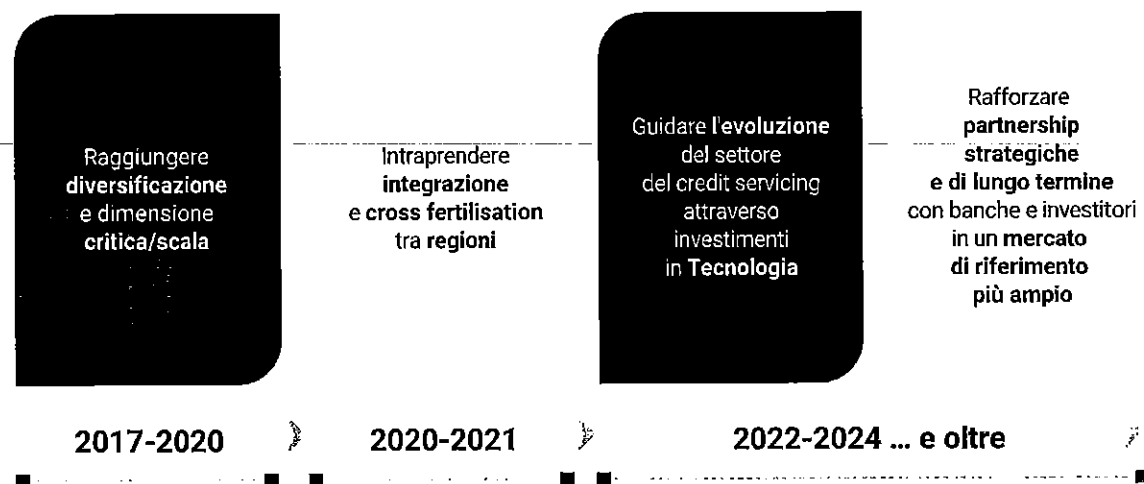 Raggiungere
diversificazione
e dimensione
critica/scala
Intraprendere
integrazione
e cross fertilisation
tra regioni
Guidare l'evoluzione
del settore
del credit servicing
attraverso
investimenti
in Tecnologia
Rafforzare
partnership
strategiche
e di lungo termine
con banche e investitori
in un mercato
di riferimento
più ampio
2017-2020
2020-2021
2022-2024 ... e oltre